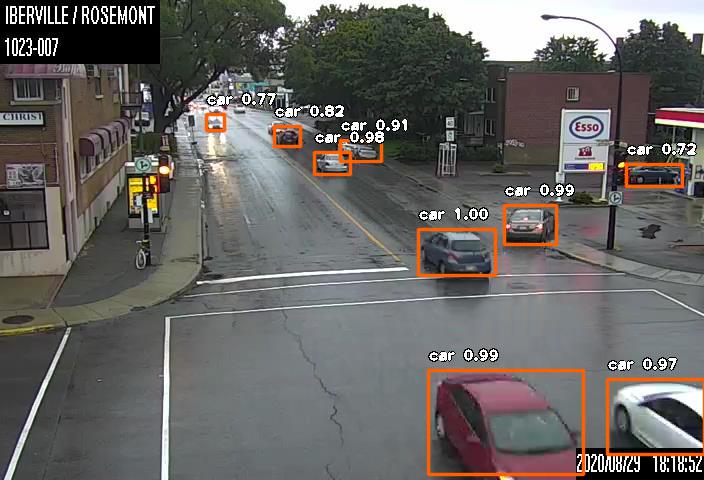 IBERVILLE / ROSEMONT
1023-007
car 0.77
car 0.82
car 0.91
car 0.98
car 0.72
car 0.99
car 1.00
car 0.99
car 0.97
CHRIST
Esso
2020/08/29 18:18:52